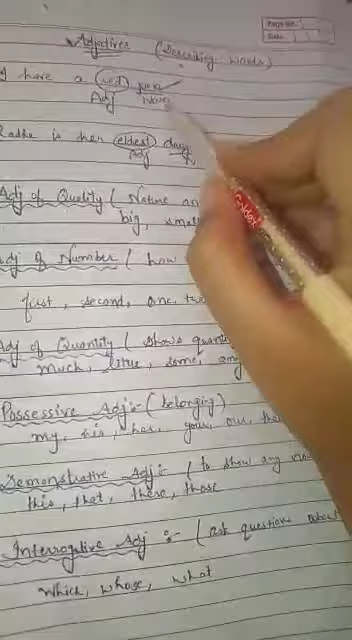 Page No.
Date
Adjectives (Describing words)
I have a red pen
Adj Noun
Radha is her eldest
Adj
Adj of Quality (Nature
big, small
Adj of Number (how
first, second, one, two
Adj of Quantity (shows
much, little, some, any
Possessive Adj :- (belonging)
my, his, her, your, our,
Demonstrative Adj :- (to show any
this, that, these, those
Interrogative Adj :- (ask questions about
which, whose, what